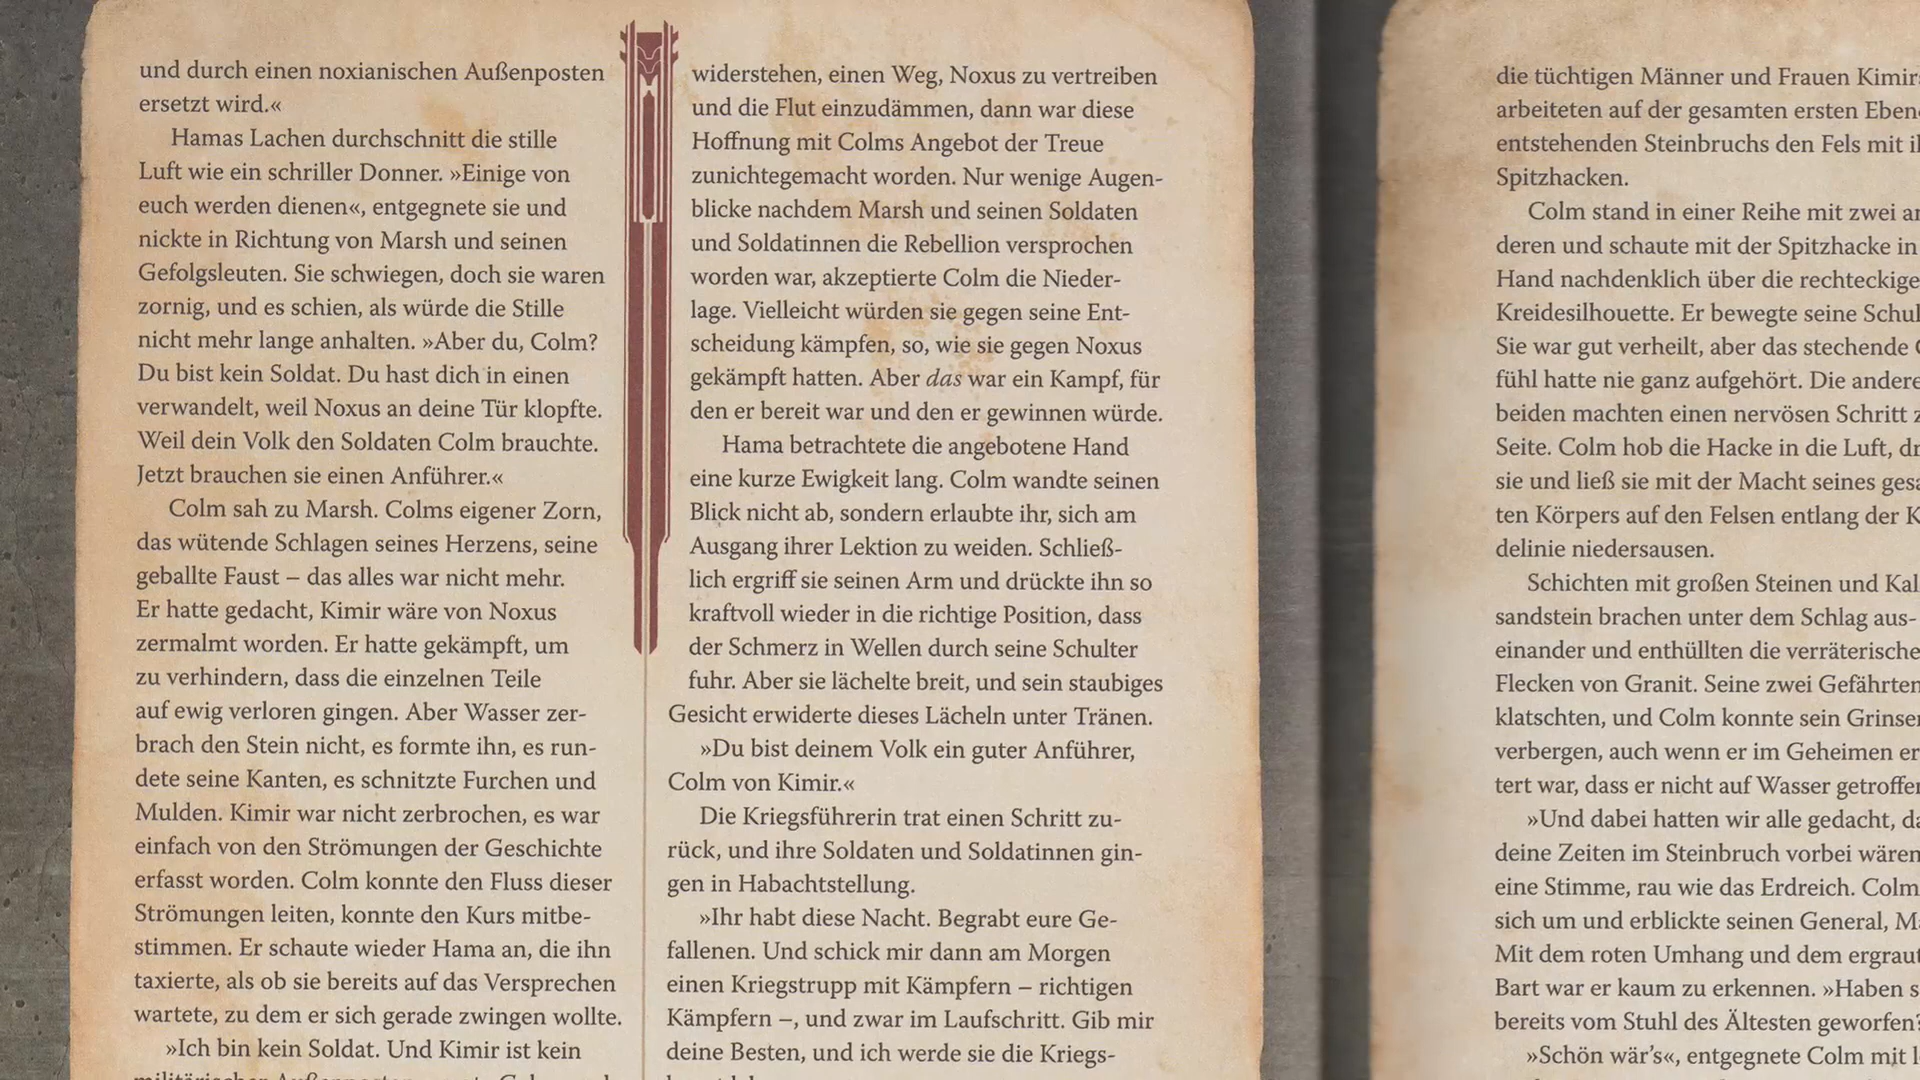 und durch einen noxianischen Außenposten
ersetzt wird.«
Hamas Lachen durchschnitt die stille
Luft wie ein schriller Donner. »Einige von
euch werden dienen«, entgegnete sie und
nickte in Richtung von Marsh und seinen
Gefolgsleuten. Sie schwiegen, doch sie waren
zornig, und es schien, als würde die Stille
nicht mehr lange anhalten. »Aber du, Colm?
Du bist kein Soldat. Du hast dich in einen
verwandelt, weil Noxus an deine Tür klopfte.
Weil dein Volk den Soldaten Colm brauchte.
Jetzt brauchen sie einen Anführer.«
Colm sah zu Marsh. Colms eigener Zorn,
das wütende Schlagen seines Herzens, seine
geballte Faust – das alles war nicht mehr.
Er hatte gedacht, Kimir wäre von Noxus
zermalmt worden. Er hatte gekämpft, um
zu verhindern, dass die einzelnen Teile
auf ewig verloren gingen. Aber Wasser zer-
brach den Stein nicht, es formte ihn, es run-
dete seine Kanten, es schnitzte Furchen und
Mulden. Kimir war nicht zerbrochen, es war
einfach von den Strömungen der Geschichte
erfasst worden. Colm konnte den Fluss dieser
Strömungen leiten, konnte den Kurs mitbe-
stimmen. Er schaute wieder Hama an, die ihn
taxierte, als ob sie bereits auf das Versprechen
wartete, zu dem er sich gerade zwingen wollte.
»Ich bin kein Soldat. Und Kimir ist kein
widerstehen, einen Weg, Noxus zu vertreiben
und die Flut einzudämmen, dann war diese
Hoffnung mit Colms Angebot der Treue
zunichtegemacht worden. Nur wenige Augen-
blicke nachdem Marsh und seinen Soldaten
und Soldatinnen die Rebellion versprochen
worden war, akzeptierte Colm die Nieder-
lage. Vielleicht würden sie gegen seine Ent-
scheidung kämpfen, so, wie sie gegen Noxus
gekämpft hatten. Aber das war ein Kampf, für
den er bereit war und den er gewinnen würde.
Hama betrachtete die angebotene Hand
eine kurze Ewigkeit lang. Colm wandte seinen
Blick nicht ab, sondern erlaubte ihr, sich am
Ausgang ihrer Lektion zu weiden. Schließ-
lich ergriff sie seinen Arm und drückte ihn so
kraftvoll wieder in die richtige Position, dass
der Schmerz in Wellen durch seine Schulter
fuhr. Aber sie lächelte breit, und sein staubiges
Gesicht erwiderte dieses Lächeln unter Tränen.
»Du bist deinem Volk ein guter Anführer,
Colm von Kimir.«
Die Kriegsführerin trat einen Schritt zu-
rück, und ihre Soldaten und Soldatinnen gin-
gen in Habachtstellung.
»Ihr habt diese Nacht. Begrabt eure Ge-
fallenen. Und schick mir dann am Morgen
einen Kriegstrupp mit Kämpfern – richtigen
Kämpfern –, und zwar im Laufschritt. Gib mir
deine Besten, und ich werde sie die Kriegs-
die tüchtigen Männer und Frauen Kimirs
arbeiteten auf der gesamten ersten Eben
entstehenden Steinbruchs den Fels mit i
Spitzhacken.
Colm stand in einer Reihe mit zwei an
deren und schaute mit der Spitzhacke in
Hand nachdenklich über die rechteckige
Kreidesilhouette. Er bewegte seine Schul
Sie war gut verheilt, aber das stechende
fühl hatte nie ganz aufgehört. Die andere
beiden machten einen nervösen Schritt z
Seite. Colm hob die Hacke in die Luft, dr
sie und ließ sie mit der Macht seines gesa
ten Körpers auf den Felsen entlang der K
delinie niedersausen.
Schichten mit großen Steinen und Kal
sandstein brachen unter dem Schlag aus-
einander und enthüllten die verräterische
Flecken von Granit. Seine zwei Gefährten
klatschten, und Colm konnte sein Grinsen
verbergen, auch wenn er im Geheimen er
tert war, dass er nicht auf Wasser getroffen
»Und dabei hatten wir alle gedacht, da
deine Zeiten im Steinbruch vorbei wären
eine Stimme, rau wie das Erdreich. Colm
sich um und erblickte seinen General, Ma
Mit dem roten Umhang und dem ergraut
Bart war er kaum zu erkennen. »Haben s
bereits vom Stuhl des Ältesten geworfen?
»Schön wär's«, entgegnete Colm mit l